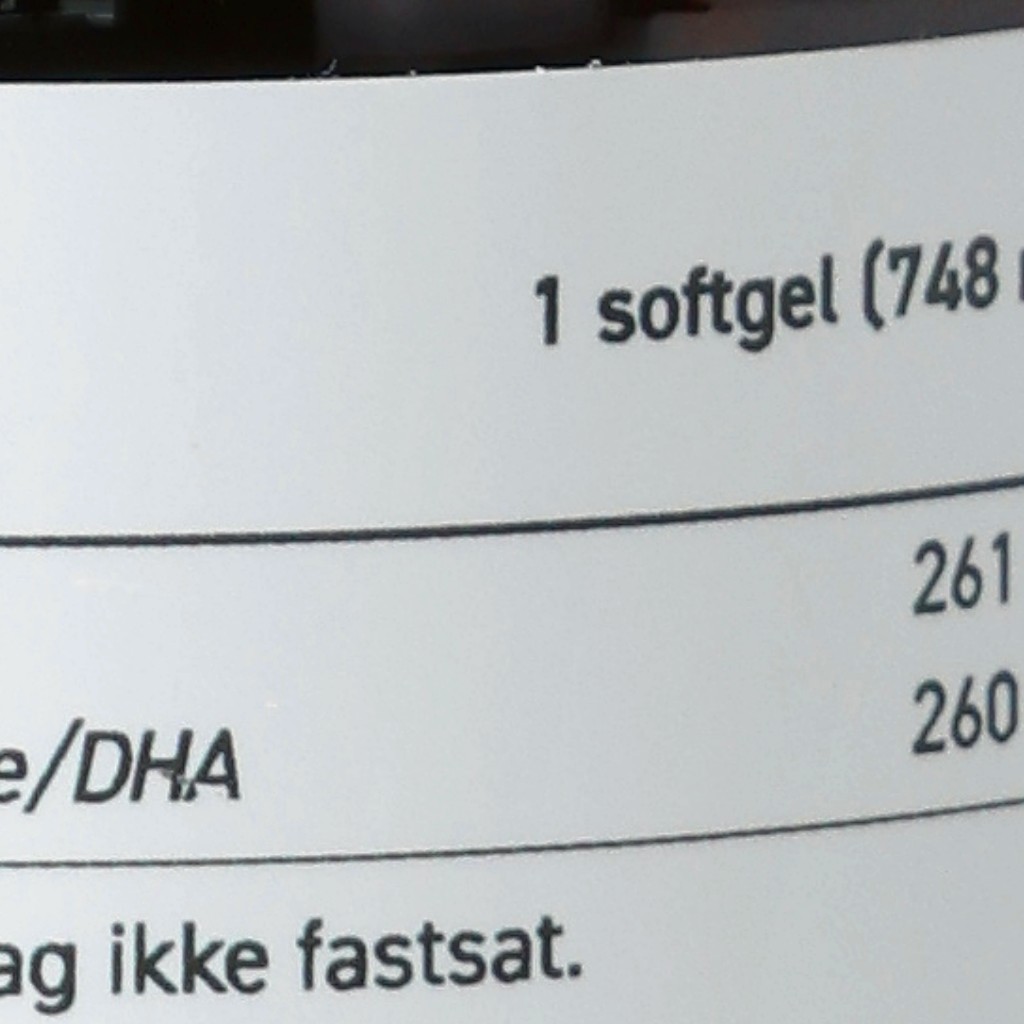 1 softgel (748
261
260
e/DHA
ag ikke fastsat.